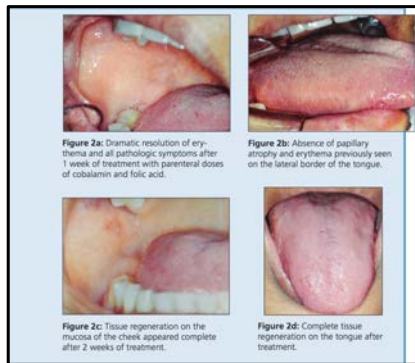 Figure 2a: Dramatic resolution of ery-
thema and all pathologic symptoms after
1 week of treatment with parenteral doses
of cobalamin and folic acid.
Figure 2b: Absence of papillary
atrophy and erythema previously seen
on the lateral border of the tongue.
Figure 2c: Tissue regeneration on the
mucosa of the cheek appeared complete
after 2 weeks of treatment.
Figure 2d: Complete tissue
regeneration on the tongue after
treatment.